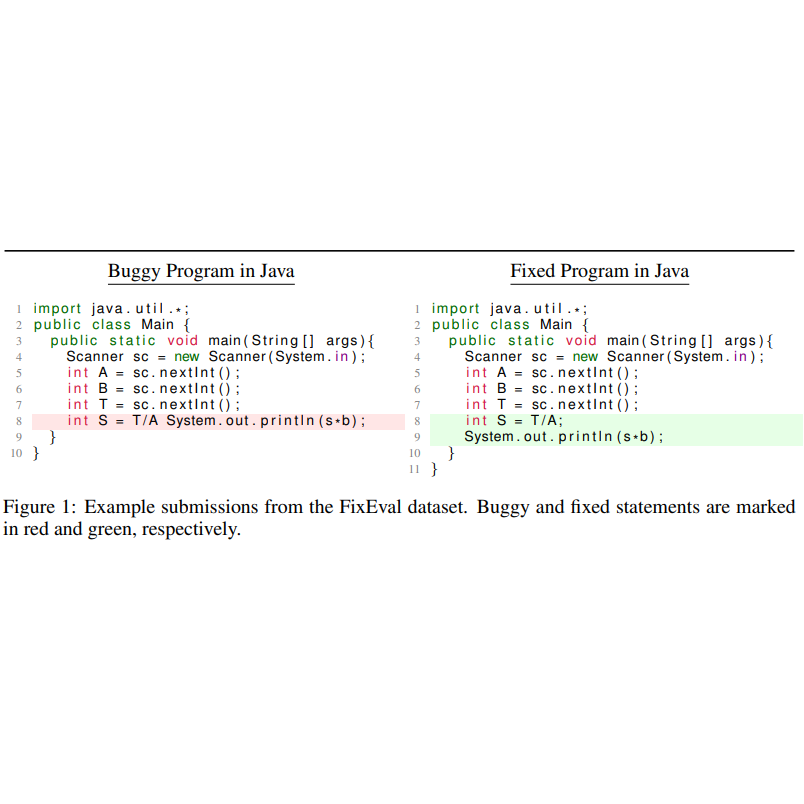 Buggy Program in Java
1 import java.util.*;
2 public class Main {
3   public static void main(String[] args){
4     Scanner sc = new Scanner(System.in);
5     int A = sc.nextInt();
6     int B = sc.nextInt();
7     int T = sc.nextInt();
8     int S = T/A System.out.println(s*b);
9   }
10 }
Fixed Program in Java
1 import java.util.*;
2 public class Main {
3   public static void main(String[] args){
4     Scanner sc = new Scanner(System.in);
5     int A = sc.nextInt();
6     int B = sc.nextInt();
7     int T = sc.nextInt();
8     int S = T/A;
9     System.out.println(s*b);
10   }
11 }
Figure 1: Example submissions from the FixEval dataset. Buggy and fixed statements are marked
in red and green, respectively.